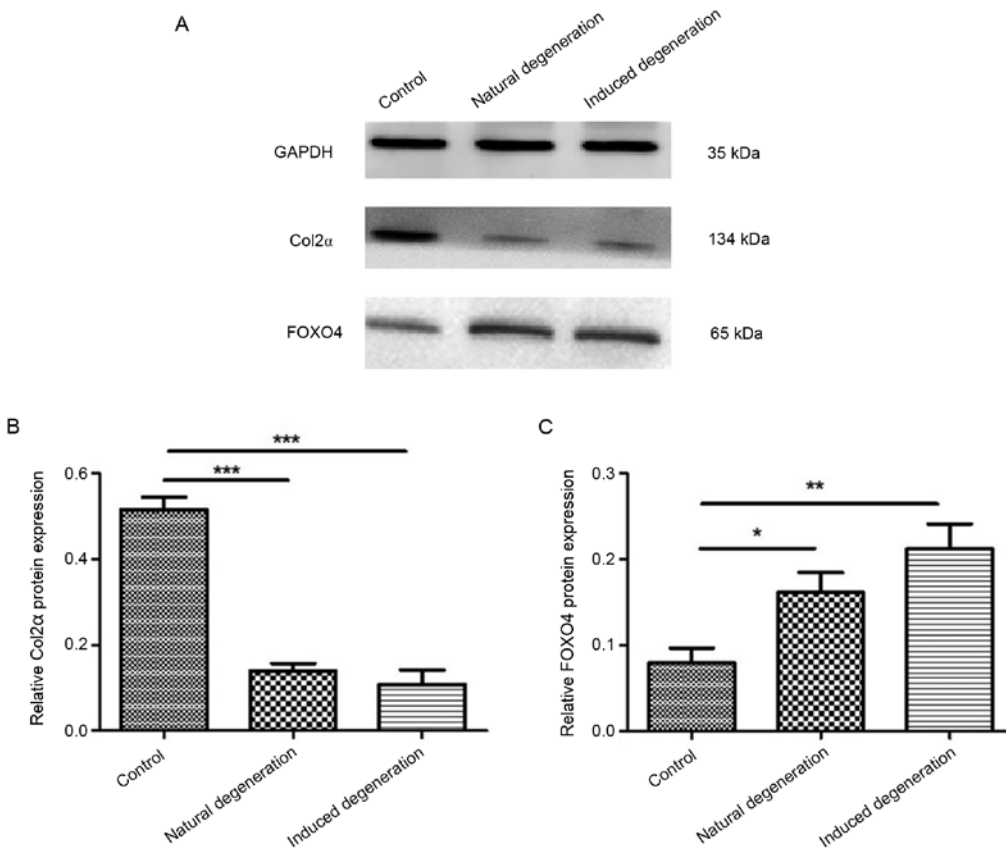 A
Control
Natural degeneration
Induced degeneration
GAPDH
35 kDa
Col2α
134 kDa
FOXO4
65 kDa
B
***
***
0.6
0.4
0.2
0.0
Relative Col2α protein expression
Control
Natural degeneration
Induced degeneration
C
**
*
0.3
0.2
0.1
0.0
Relative FOXO4 protein expression
Control
Natural degeneration
Induced degeneration